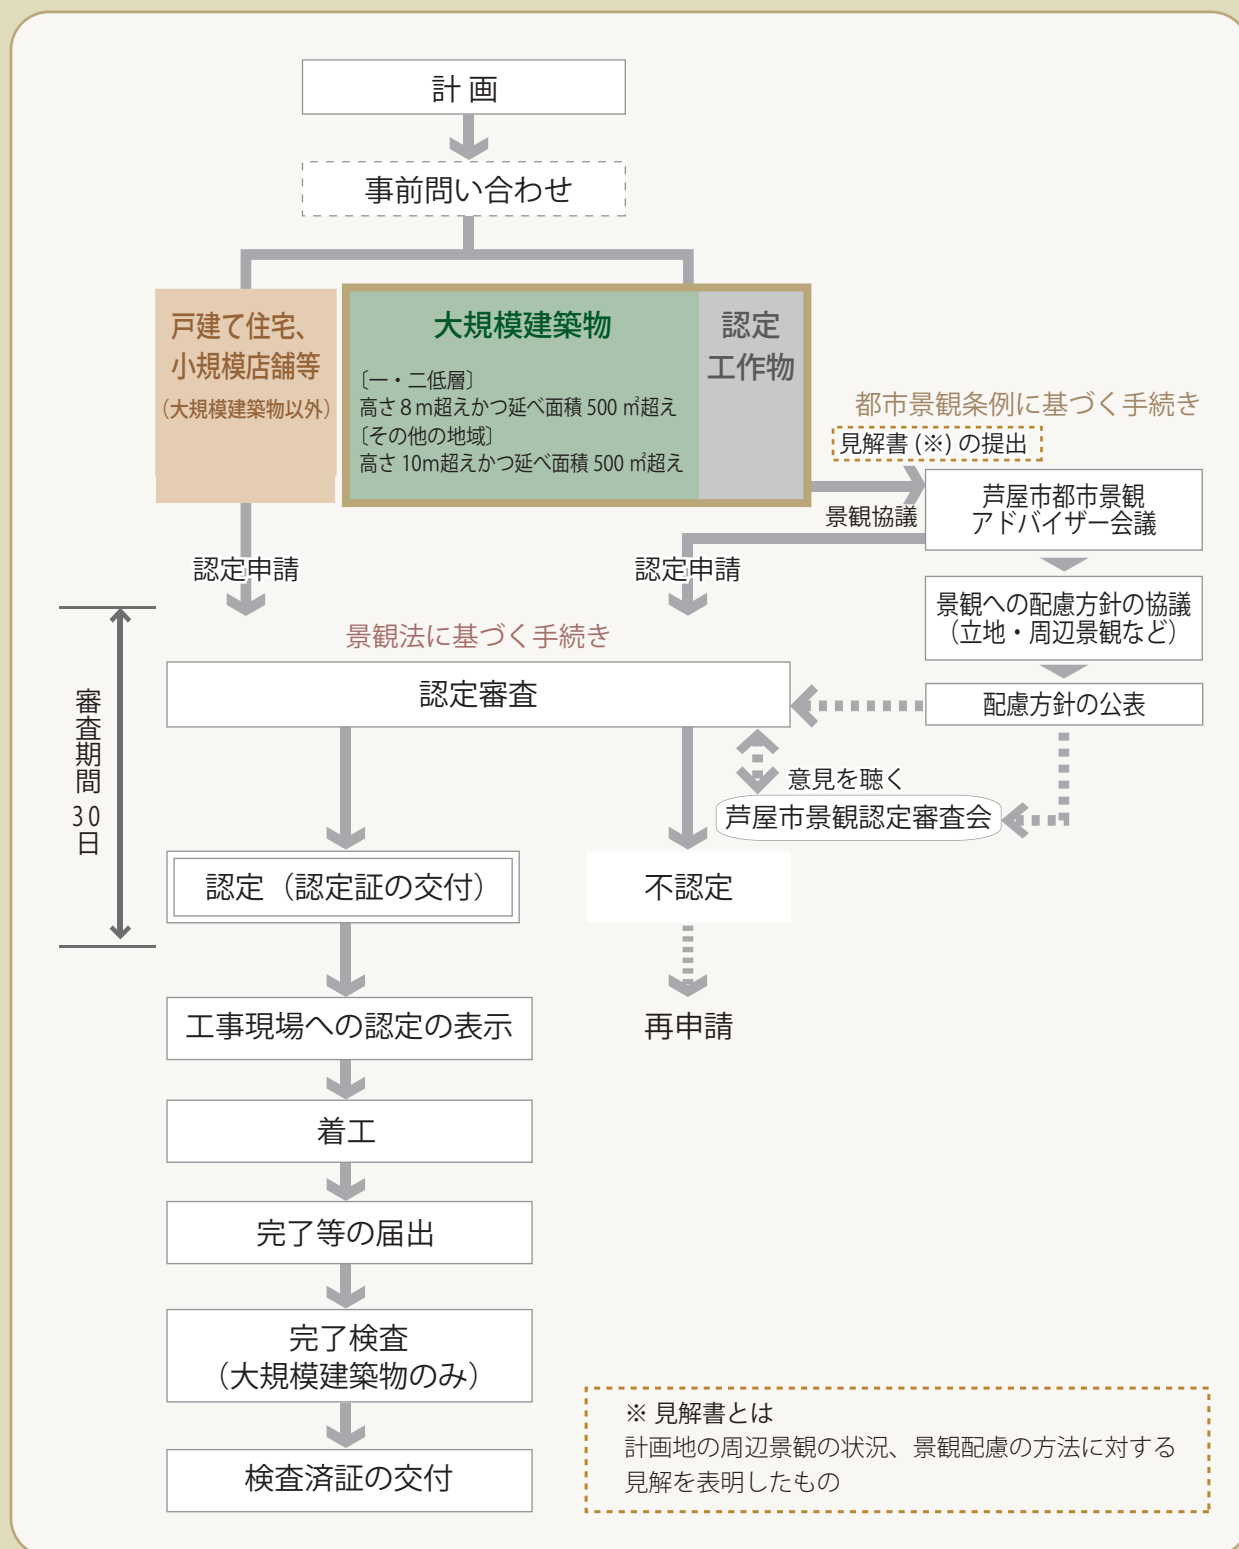 計 画
事前問い合わせ
戸建て住宅、
小規模店舗等
（大規模建築物以外）
大規模建築物
〔一・二低層〕
高さ８ｍ超えかつ延べ面積 500 ㎡超え
〔その他の地域〕
高さ 10m超えかつ延べ面積 500 ㎡超え
認定
工作物
都市景観条例に基づく手続き
見解書 (※) の提出
景観協議
芦屋市都市景観
アドバイザー会議
認定申請
認定申請
景観への配慮方針の協議
（立地・周辺景観など）
景観法に基づく手続き
認定審査
配慮方針の公表
審査期間 30日
意見を聴く
芦屋市景観認定審査会
認定（認定証の交付）
不認定
工事現場への認定の表示
再申請
着工
完了等の届出
完了検査
（大規模建築物のみ）
検査済証の交付
※ 見解書とは
計画地の周辺景観の状況、景観配慮の方法に対する
見解を表明したもの